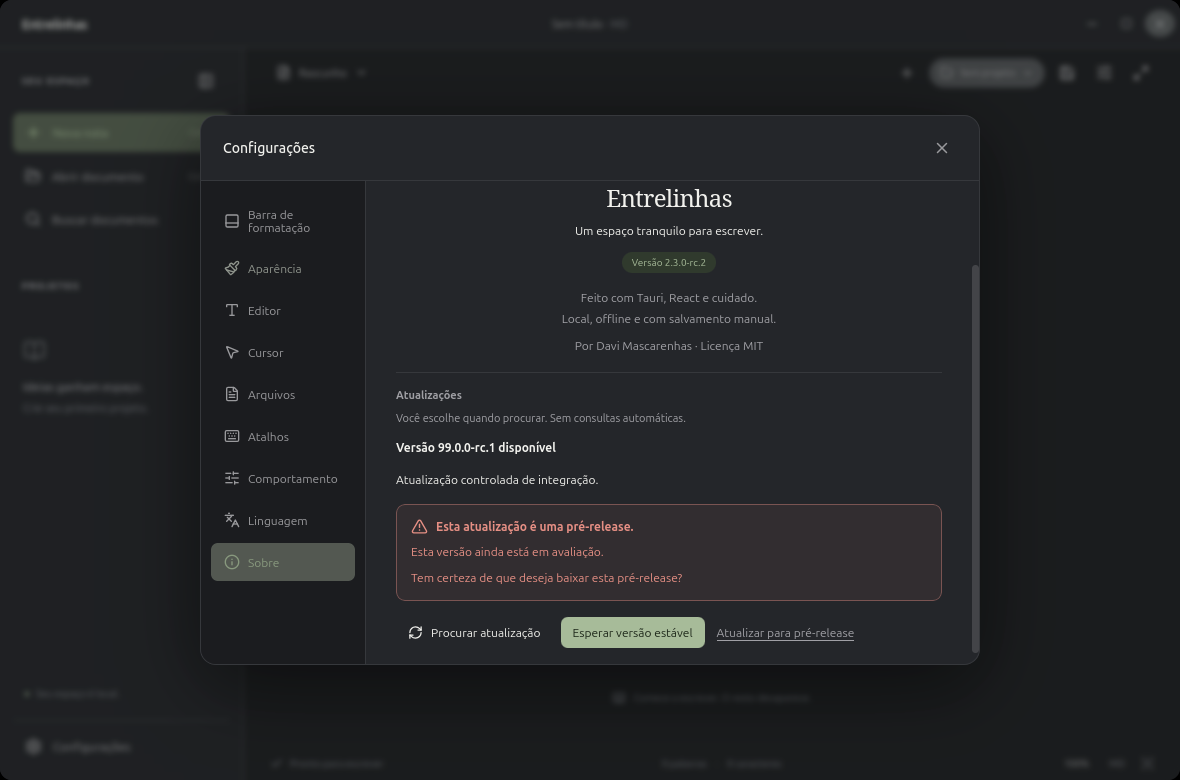 Entrelinhas
Configurações
Barra de
formatação
Aparência
Editor
Cursor
Arquivos
Atalhos
Comportamento
Linguagem
Sobre
Entrelinhas
Um espaço tranquilo para escrever.
Versão 2.3.0-rc.2
Feito com Tauri, React e cuidado.
Local, offline e com salvamento manual.
Por Davi Mascarenhas · Licença MIT
Atualizações
Você escolhe quando procurar. Sem consultas automáticas.
Versão 99.0.0-rc.1 disponível
Atualização controlada de integração.
Esta atualização é uma pré-release.
Esta versão ainda está em avaliação.
Tem certeza de que deseja baixar esta pré-release?
Procurar atualização
Esperar versão estável
Atualizar para pré-release
Configurações